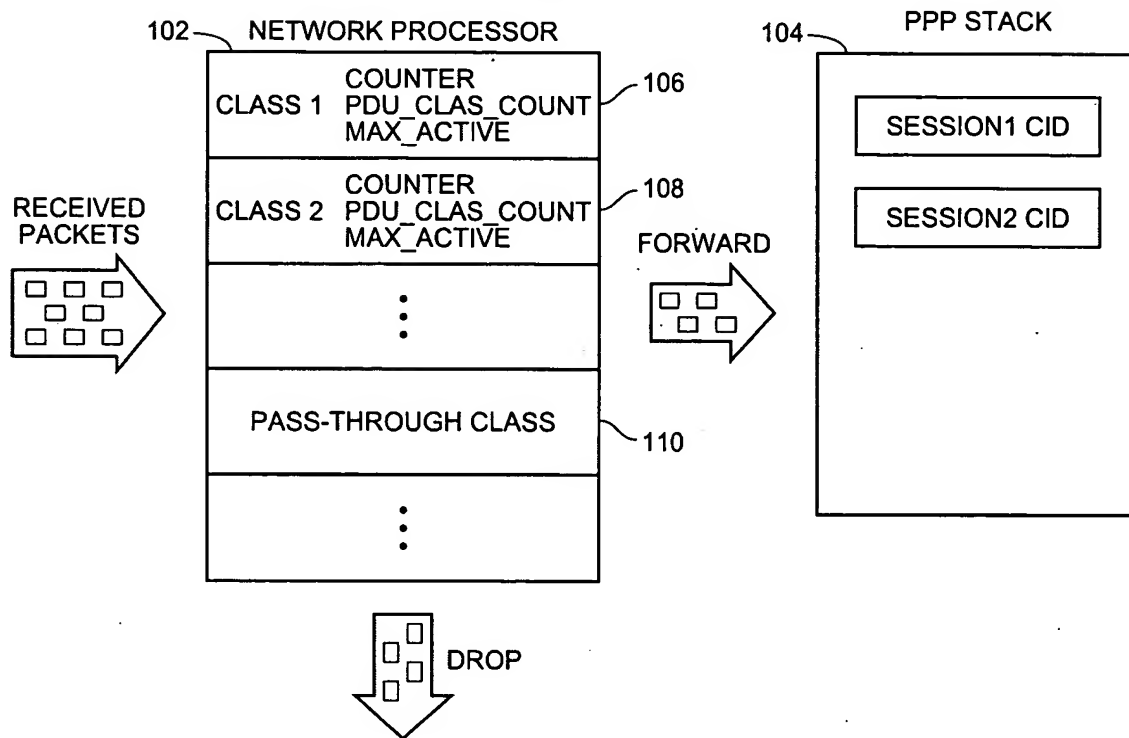 102
NETWORK PROCESSOR
CLASS 1
COUNTER
PDU_CLAS_COUNT
MAX_ACTIVE
106
CLASS 2
COUNTER
PDU_CLAS_COUNT
MAX_ACTIVE
108
PASS-THROUGH CLASS
110
RECEIVED
PACKETS
FORWARD
DROP
PPP STACK
104
SESSION1 CID
SESSION2 CID